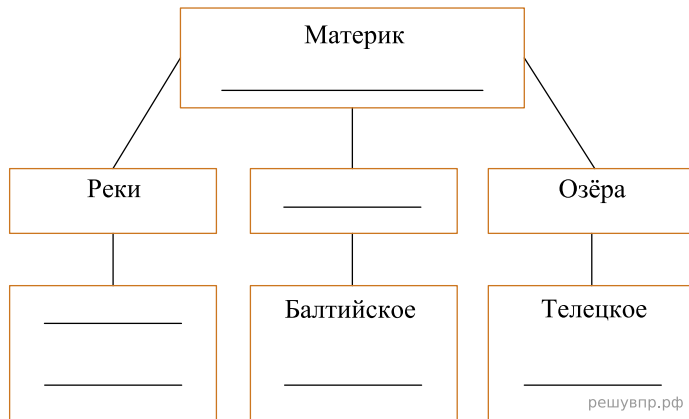 Материк
Реки
Озёра
Балтийское
Телецкое
решувпр.рф